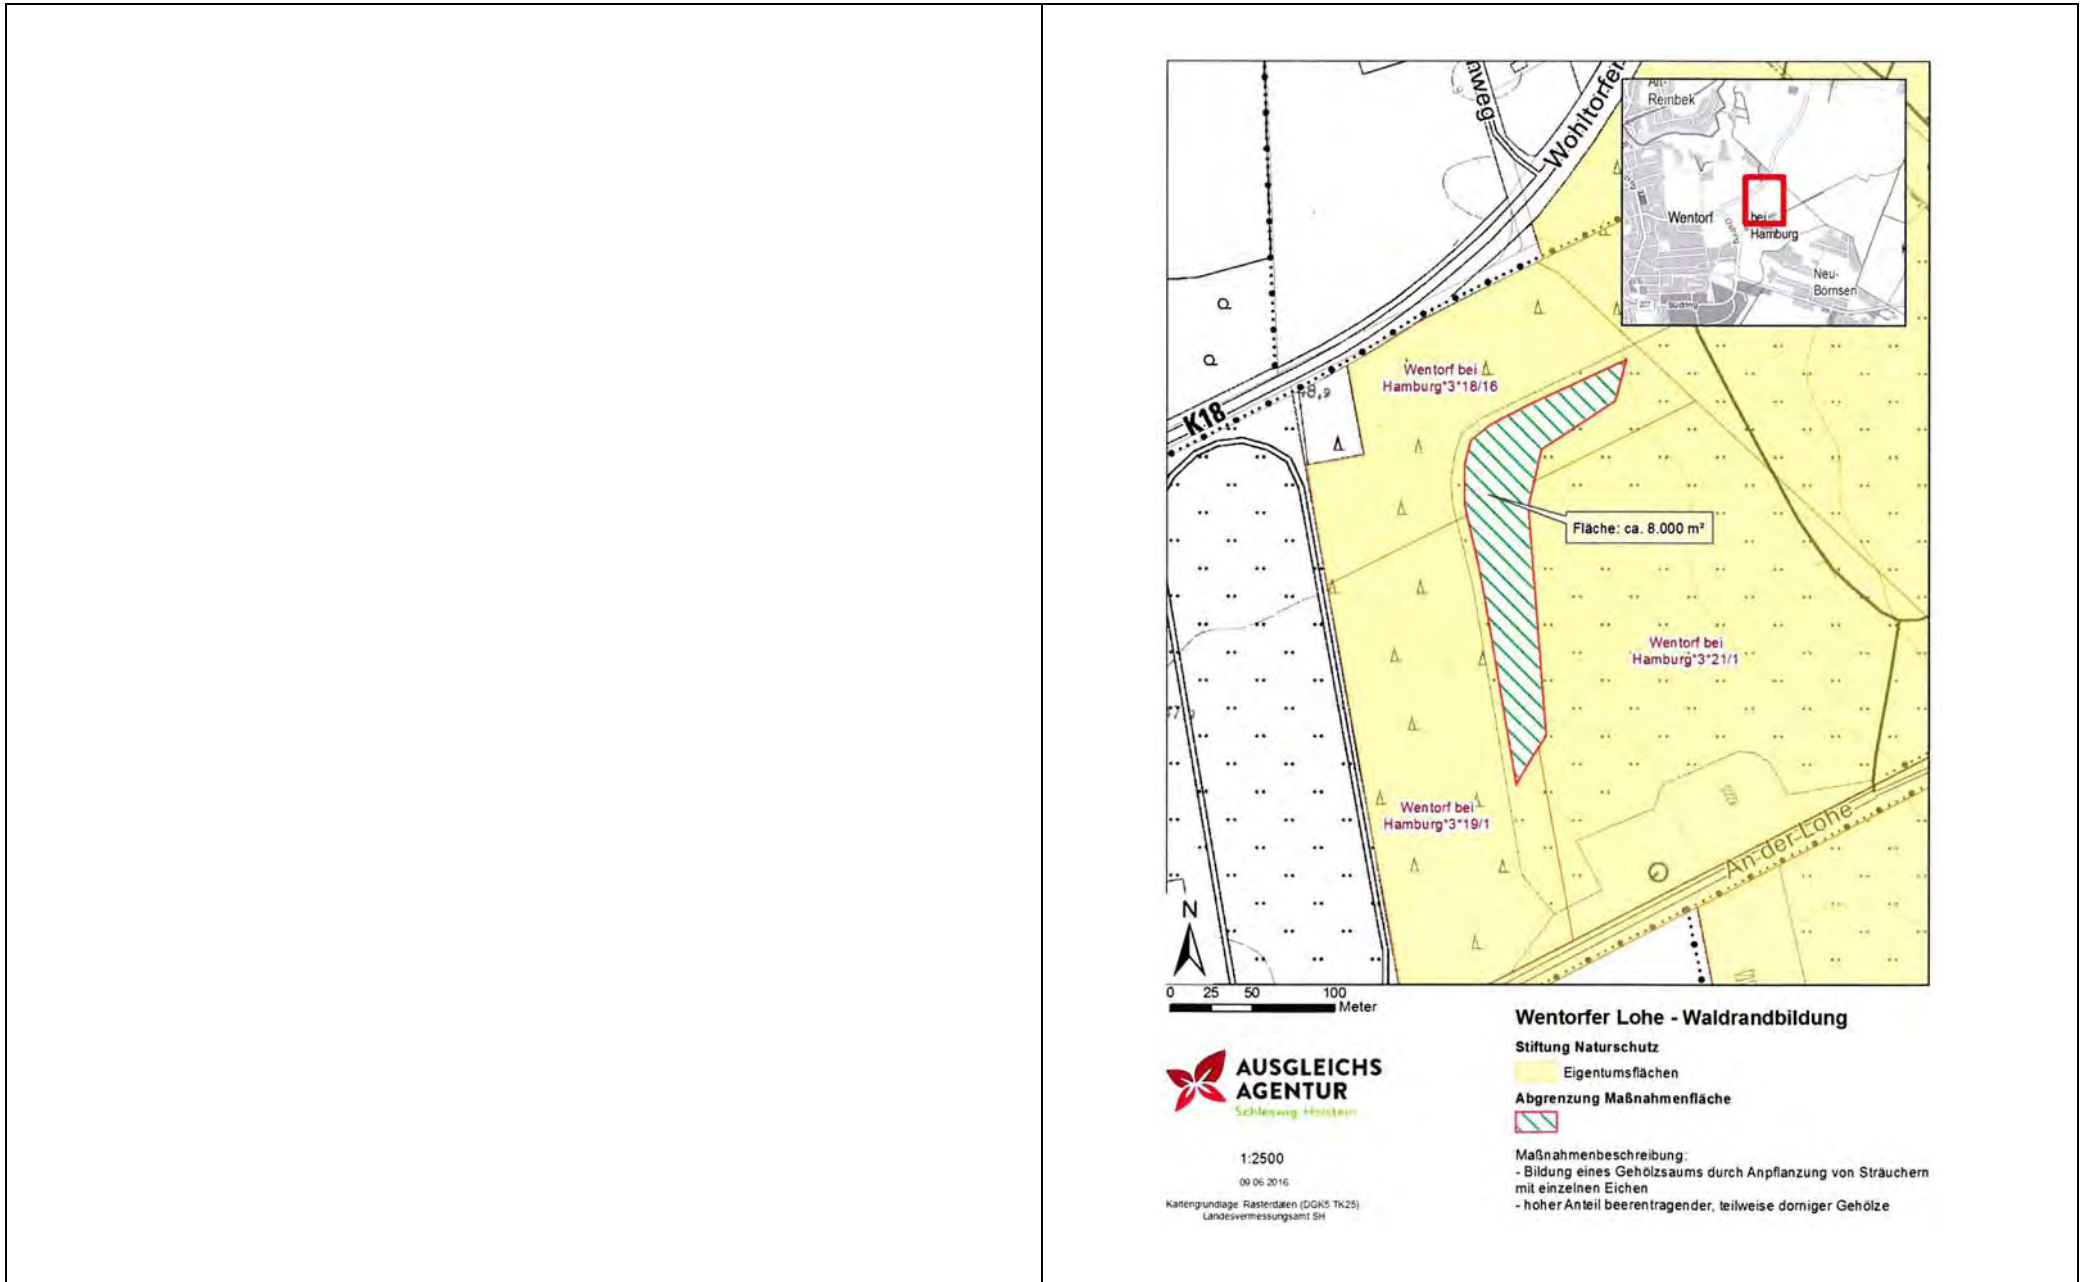 nweg
Wohltorfer
Reinbek
Wentorf
bei
Hamburg
Neu-
Börnsen
207
K18
48,9
Wentorf bei
Hamburg*3*18/16
Fläche: ca. 8.000 m²
Wentorf bei
Hamburg*3*21/1
Wentorf bei
Hamburg*3*19/1
An-der-Lohe
N
0 25 50 100
Meter
Wentorfer Lohe - Waldrandbildung
Stiftung Naturschutz
Eigentumsflächen
Abgrenzung Maßnahmenfläche
AUSGLEICHS
AGENTUR
Schleswig-Holstein
1:2500
09.06.2016
Kartengrundlage: Rasterdaten (DGK5 TK25)
Landesvermessungsamt SH
Maßnahmenbeschreibung:
- Bildung eines Gehölzsaums durch Anpflanzung von Sträuchern
mit einzelnen Eichen
- hoher Anteil beerentragender, teilweise dorniger Gehölze